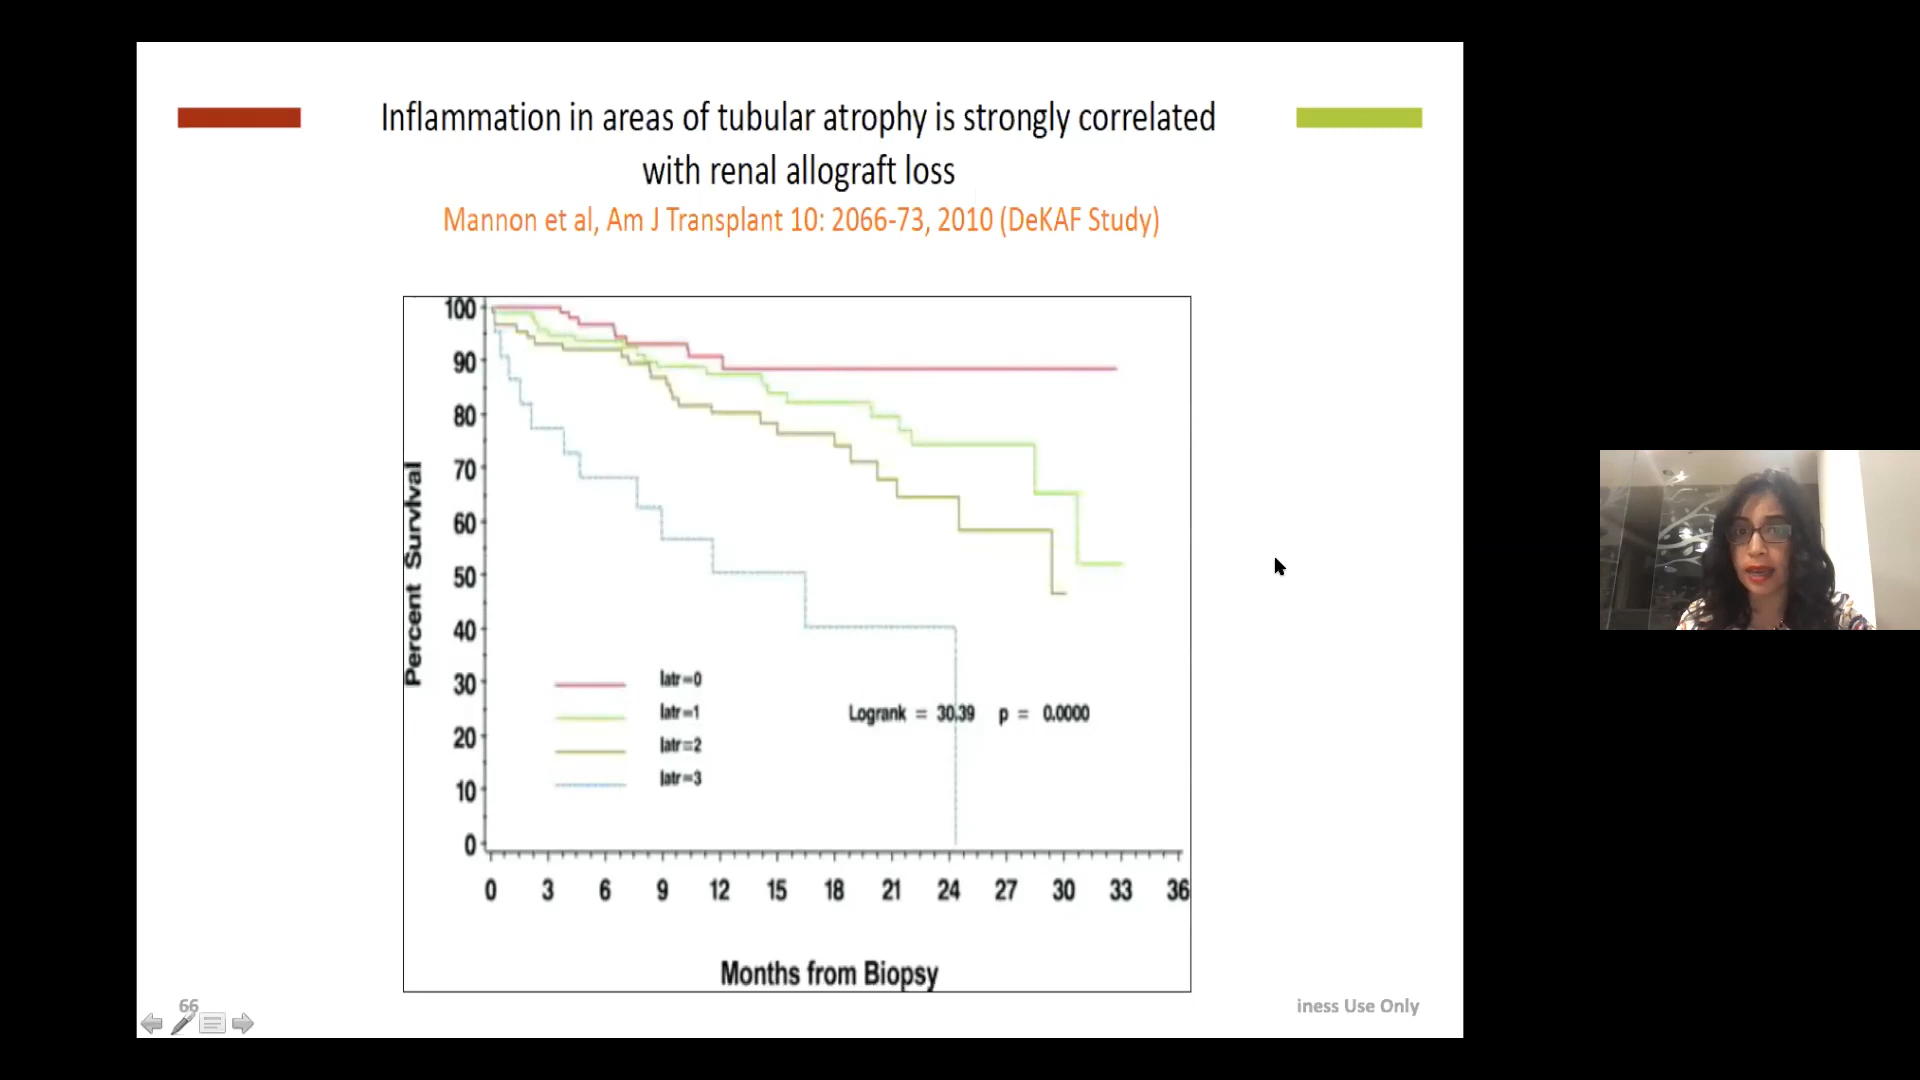 Inflammation in areas of tubular atrophy is strongly correlated
with renal allograft loss
Mannon et al, Am J Transplant 10: 2066-73, 2010 (DeKAF Study)
100
90
80
70
60
50
40
30
20
10
0
Percent Survival
Iatr=0
Iatr=1
Iatr=2
Iatr=3
Logrank = 30.39 p = 0.0000
0 3 6 9 12 15 18 21 24 27 30 33 36
Months from Biopsy
66
iness Use Only